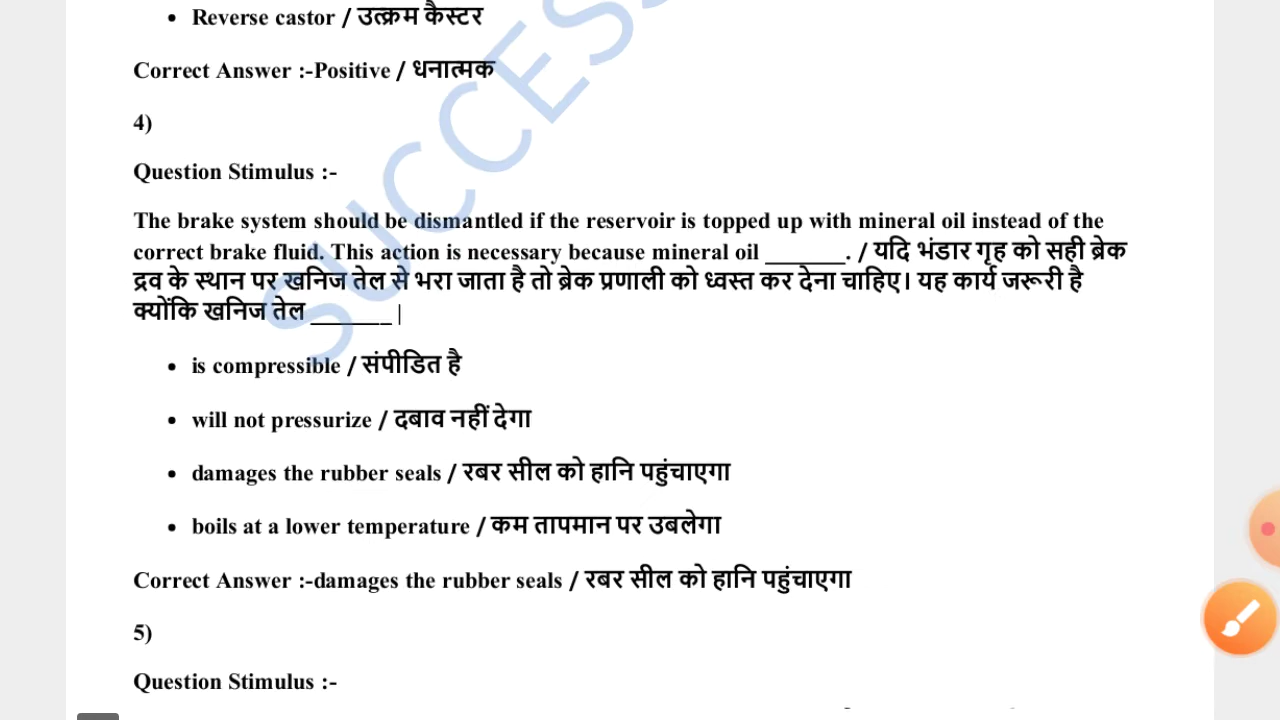 Reverse castor / उत्क्रम कैस्टर
Correct Answer :-Positive / धनात्मक
4)
Question Stimulus :-
The brake system should be dismantled if the reservoir is topped up with mineral oil instead of the
correct brake fluid. This action is necessary because mineral oil _______. / यदि भंडार गृह को सही ब्रेक
द्रव के स्थान पर खनिज तेल से भरा जाता है तो ब्रेक प्रणाली को ध्वस्त कर देना चाहिए। यह कार्य जरूरी है
क्योंकि खनिज तेल _______ |
is compressible / संपीडित है
will not pressurize / दबाव नहीं देगा
damages the rubber seals / रबर सील को हानि पहुंचाएगा
boils at a lower temperature / कम तापमान पर उबलेगा
Correct Answer :-damages the rubber seals / रबर सील को हानि पहुंचाएगा
5)
Question Stimulus :-
SUCCES